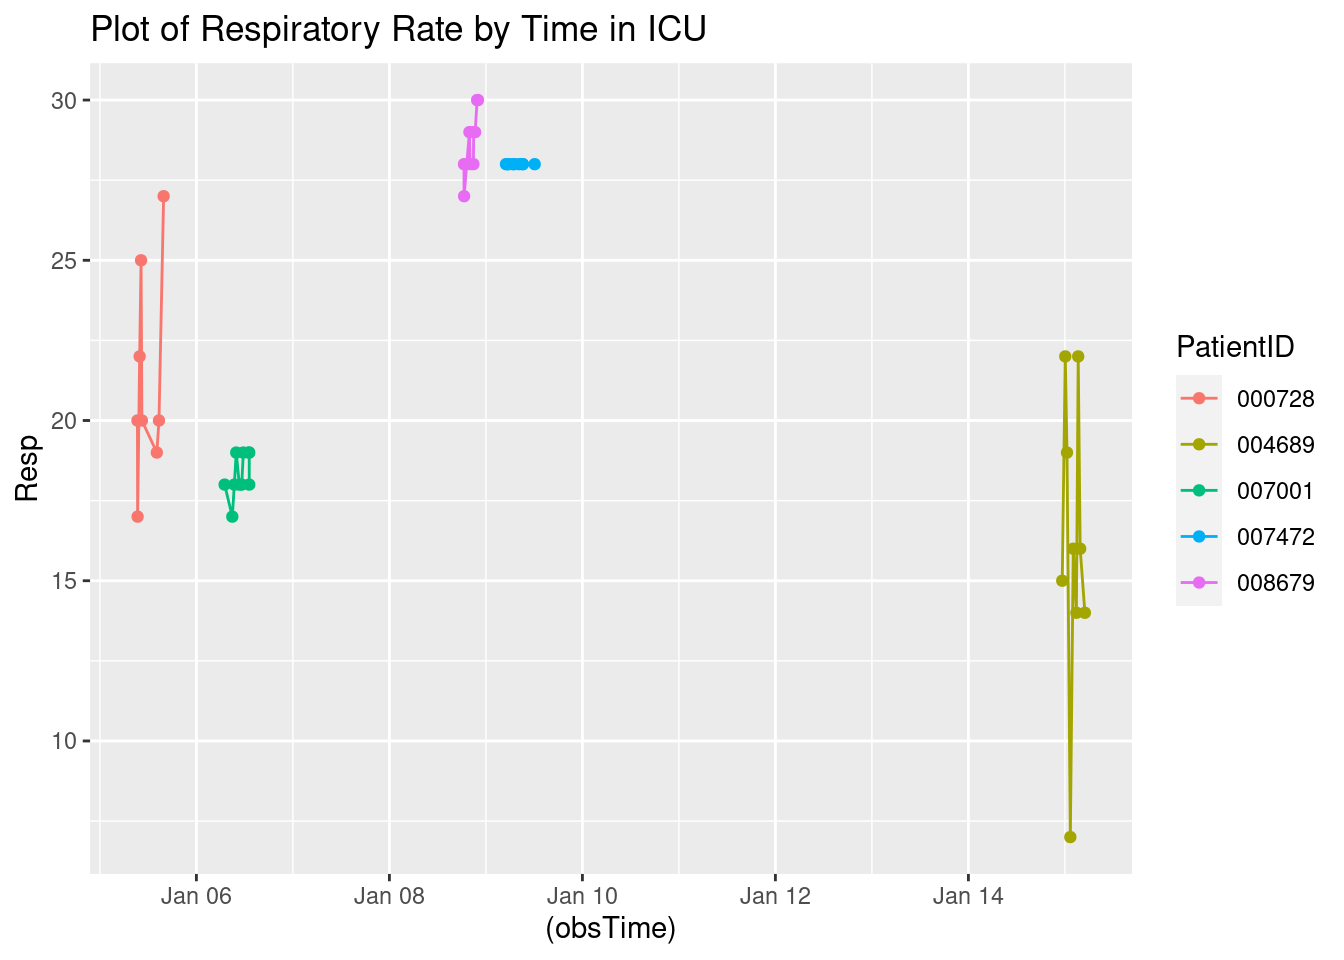 Plot of Respiratory Rate by Time in ICU
30
25
20
15
10
Resp
Jan 06
Jan 08
Jan 10
Jan 12
Jan 14
(obsTime)
PatientID
000728
004689
007001
007472
008679